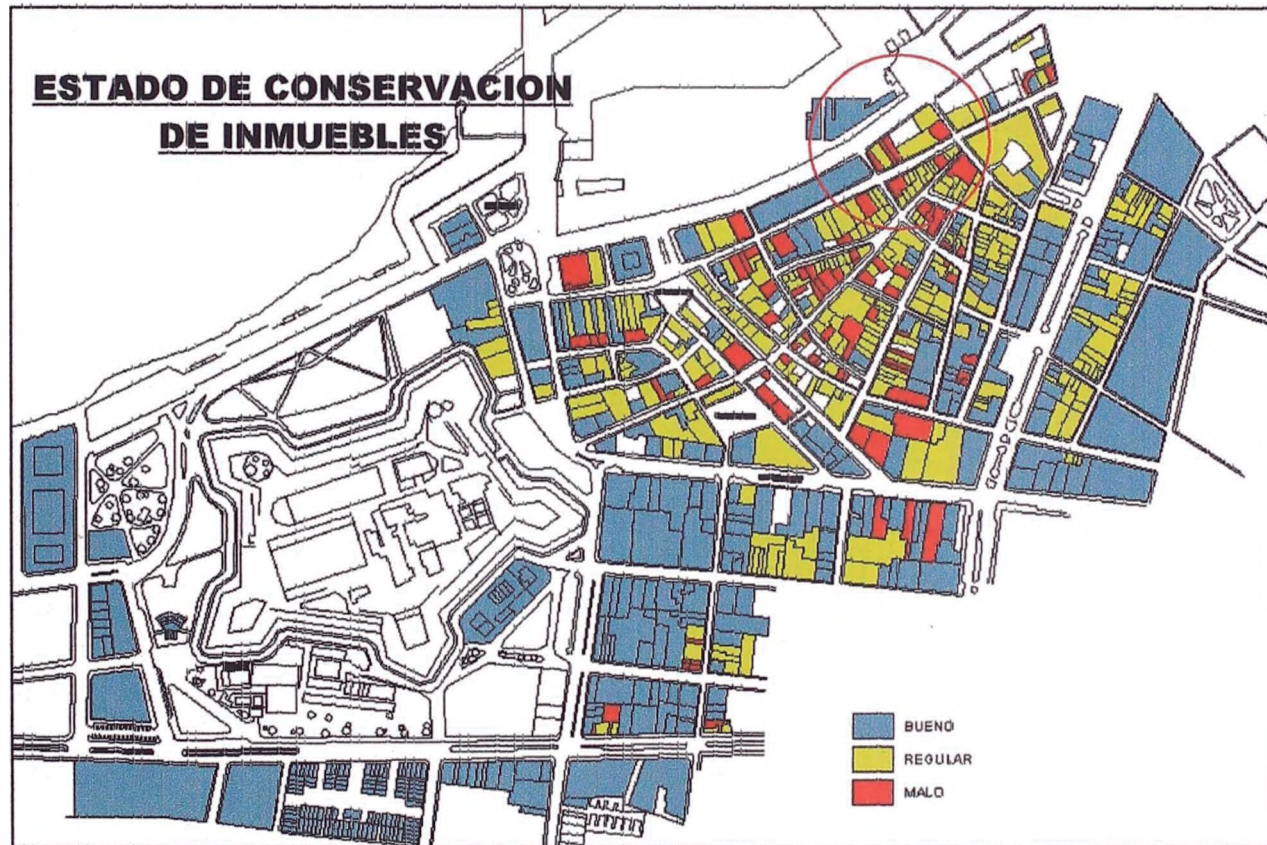 ESTADO DE CONSERVACION
DE INMUEBLES
BUENO
REGULAR
MALO